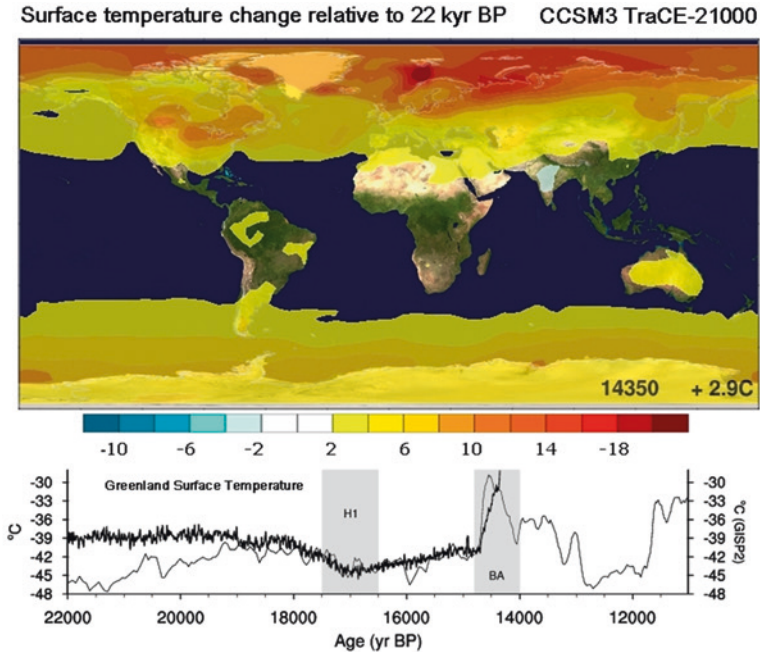 Surface temperature change relative to 22 kyr BP CCSM3 TraCE-21000
14350 + 2.9C
-10 -6 -2 2 6 10 14 -18
Greenland Surface Temperature
H1
BA
-30
-33
-36
-39
-42
-45
-48
°C
-30
-33
-36
-39
-42
-45
-48
°C (GISP2)
22000 20000 18000 16000 14000 12000
Age (yr BP)